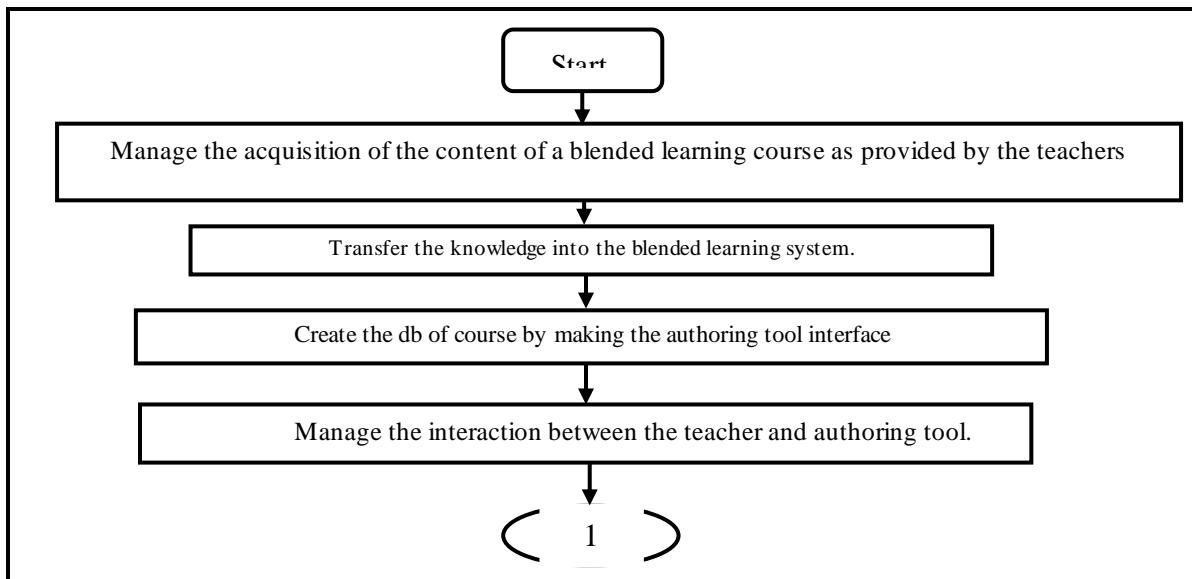 Start
Manage the acquisition of the content of a blended learning course as provided by the teachers
Transfer the knowledge into the blended learning system.
Create the db of course by making the authoring tool interface
Manage the interaction between the teacher and authoring tool.
1